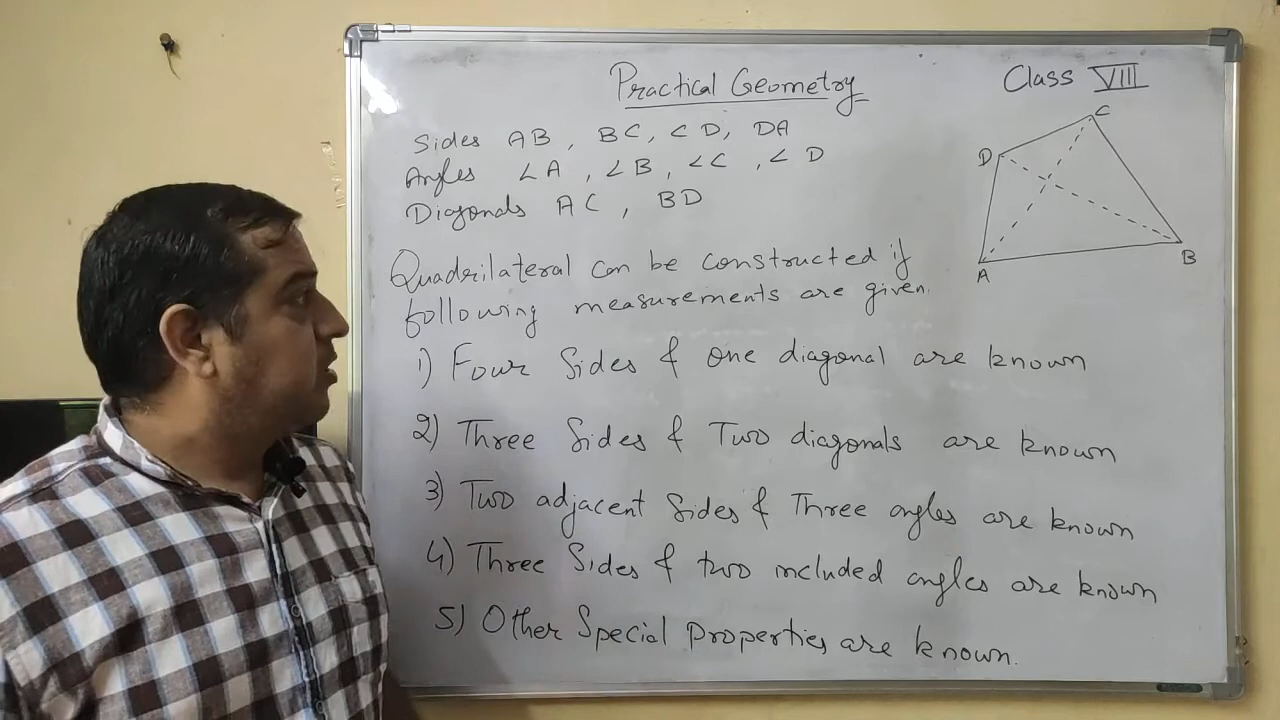 Practical Geometry
Class VIII
Sides AB, BC, CD, DA
Angles ∠A, ∠B, ∠C, ∠D
Diagonals AC, BD
C
D
A
B
Quadrilateral can be constructed if
following measurements are given.
1) Four Sides & one diagonal are known
2) Three Sides & Two diagonals are known
3) Two adjacent Sides & Three angles are known
4) Three Sides & two included angles are known
5) Other Special properties are known.